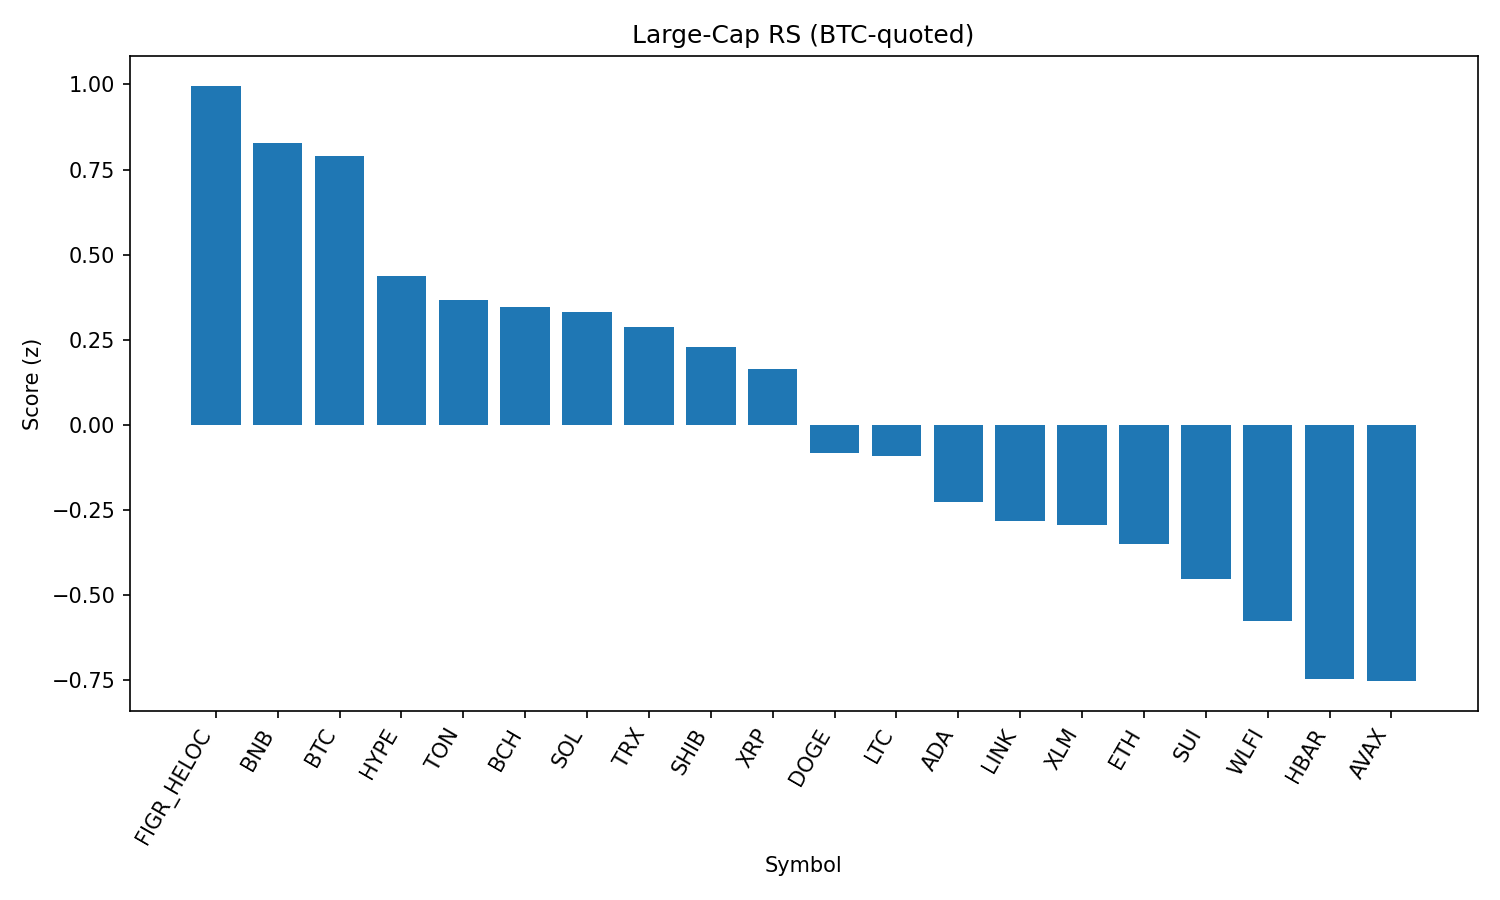 Large-Cap RS (BTC-quoted)
1.00
0.75
0.50
0.25
0.00
−0.25
−0.50
−0.75
Score (z)
FIGR_HELOC
BNB
BTC
HYPE
TON
BCH
SOL
TRX
SHIB
XRP
DOGE
LTC
ADA
LINK
XLM
ETH
SUI
WLFI
HBAR
AVAX
Symbol